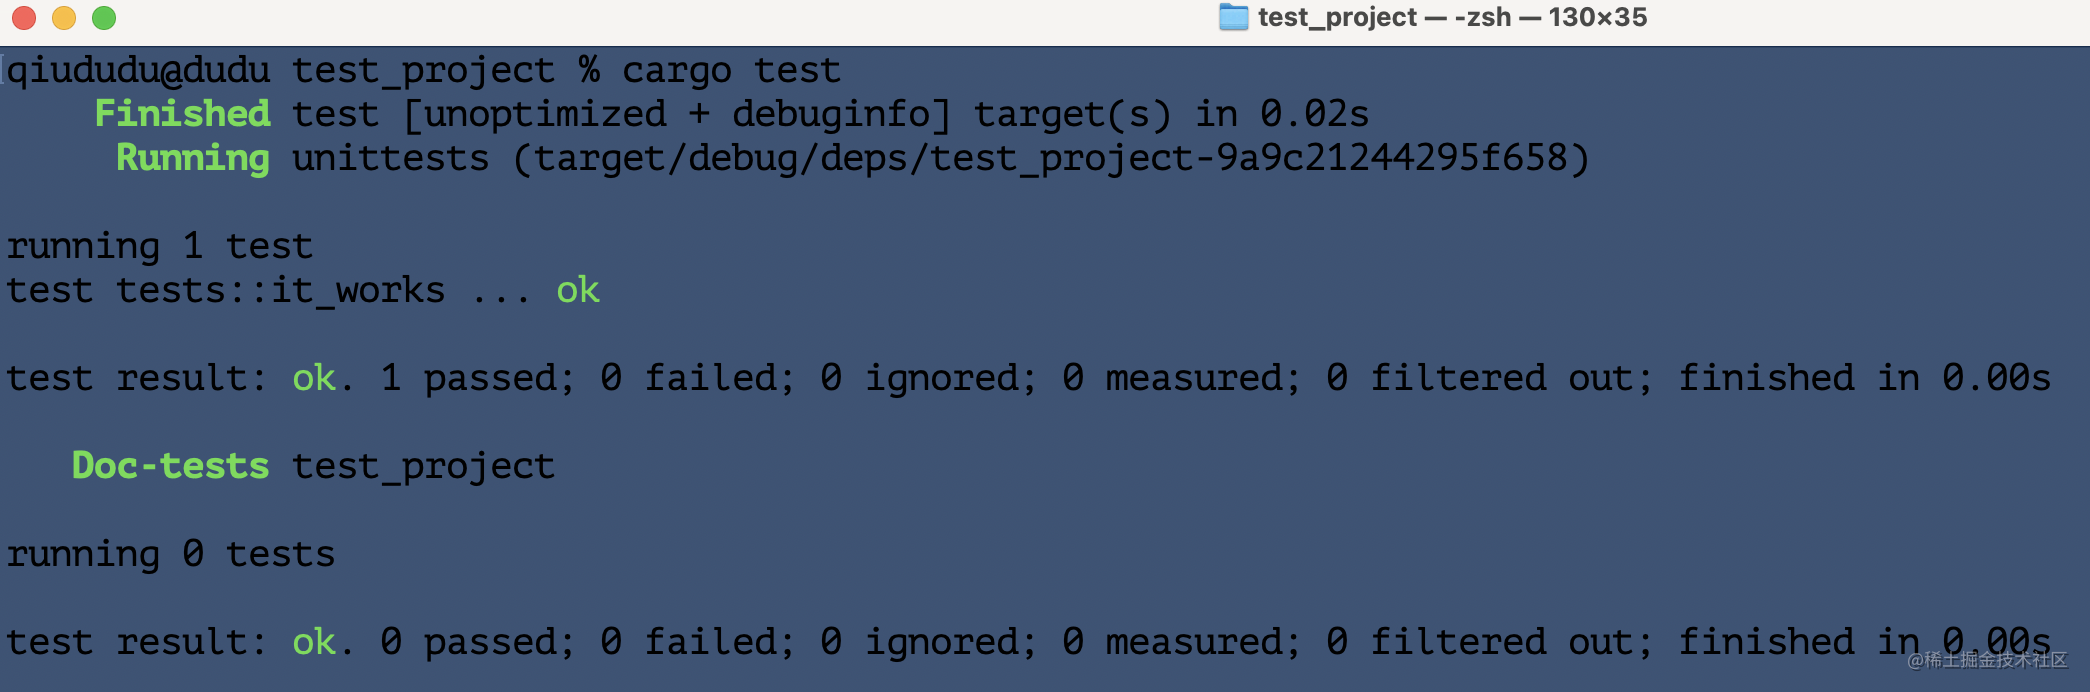 test_project — -zsh — 130×35
qiududu@dudu test_project % cargo test
Finished test [unoptimized + debuginfo] target(s) in 0.02s
Running unittests (target/debug/deps/test_project-9a9c21244295f658)
running 1 test
test tests::it_works ... ok
test result: ok. 1 passed; 0 failed; 0 ignored; 0 measured; 0 filtered out; finished in 0.00s
Doc-tests test_project
running 0 tests
test result: ok. 0 passed; 0 failed; 0 ignored; 0 measured; 0 filtered out; finished in 0.00s
@稀土掘金技术社区